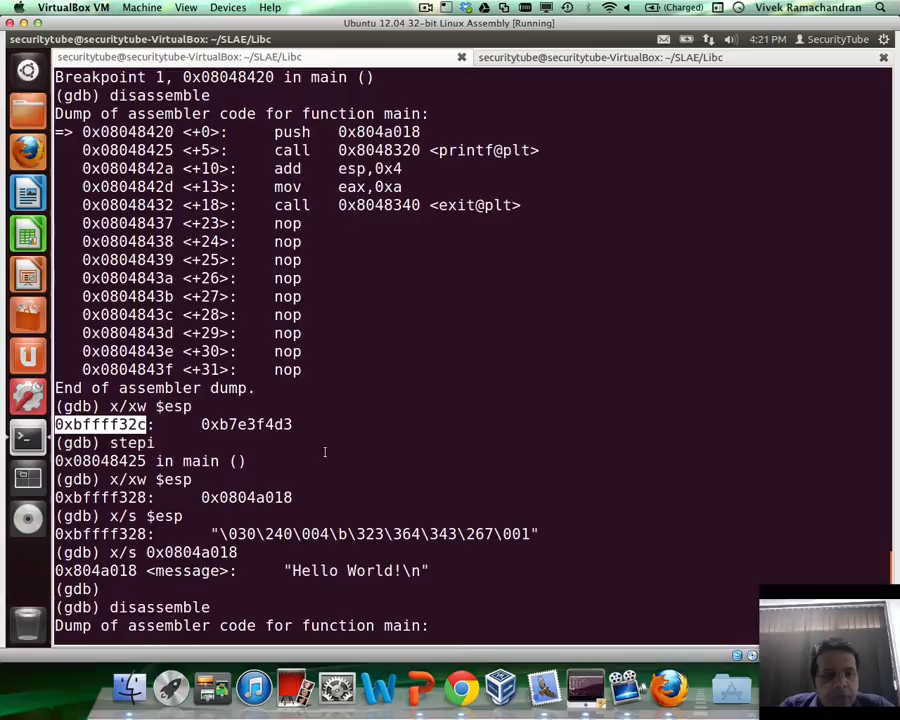 VirtualBox VM Machine Devices Help (Charged) Vivek Ramachandran
Ubuntu 12.04 32-bit Linux Assembly [Running]
securitytube-VirtualBox: ~/SLAE/Libc 4:21 PM SecurityTube
securitytube-VirtualBox: ~/SLAE/Libc securitytube@securitytube-VirtualBox: ~/SLAE/Libc
Breakpoint 1, 0x08048420 in main ()
(gdb) disassemble
Dump of assembler code for function main:
=> 0x08048420 <+0>: push 0x804a018
0x08048425 <+5>: call 0x8048320 <printf@plt>
0x0804842a <+10>: add esp,0x4
0x0804842d <+13>: mov eax,0xa
0x08048432 <+18>: call 0x8048340 <exit@plt>
0x08048437 <+23>: nop
0x08048438 <+24>: nop
0x08048439 <+25>: nop
0x0804843a <+26>: nop
0x0804843b <+27>: nop
0x0804843c <+28>: nop
0x0804843d <+29>: nop
0x0804843e <+30>: nop
0x0804843f <+31>: nop
End of assembler dump.
(gdb) x/xw $esp
0xbffff32c: 0xb7e3f4d3
(gdb) stepi
0x08048425 in main ()
(gdb) x/xw $esp
0xbffff328: 0x0804a018
(gdb) x/s $esp
0xbffff328: "\030\240\004\b\323\364\343\267\001"
(gdb) x/s 0x0804a018
0x804a018 <message>: "Hello World!\n"
(gdb)
(gdb) disassemble
Dump of assembler code for function main: